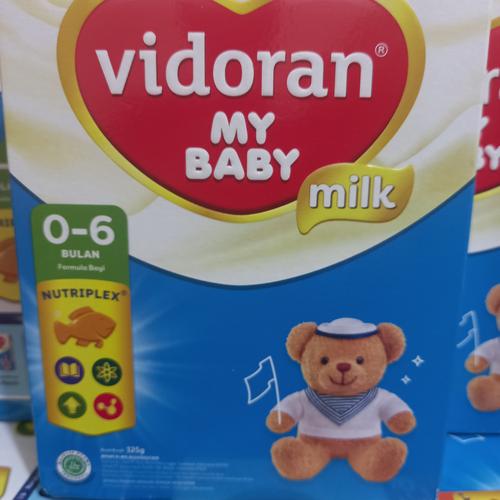 vidoran®
MY
BABY
milk
0-6
BULAN
Formula Bayi
NUTRIPLEX®
325g